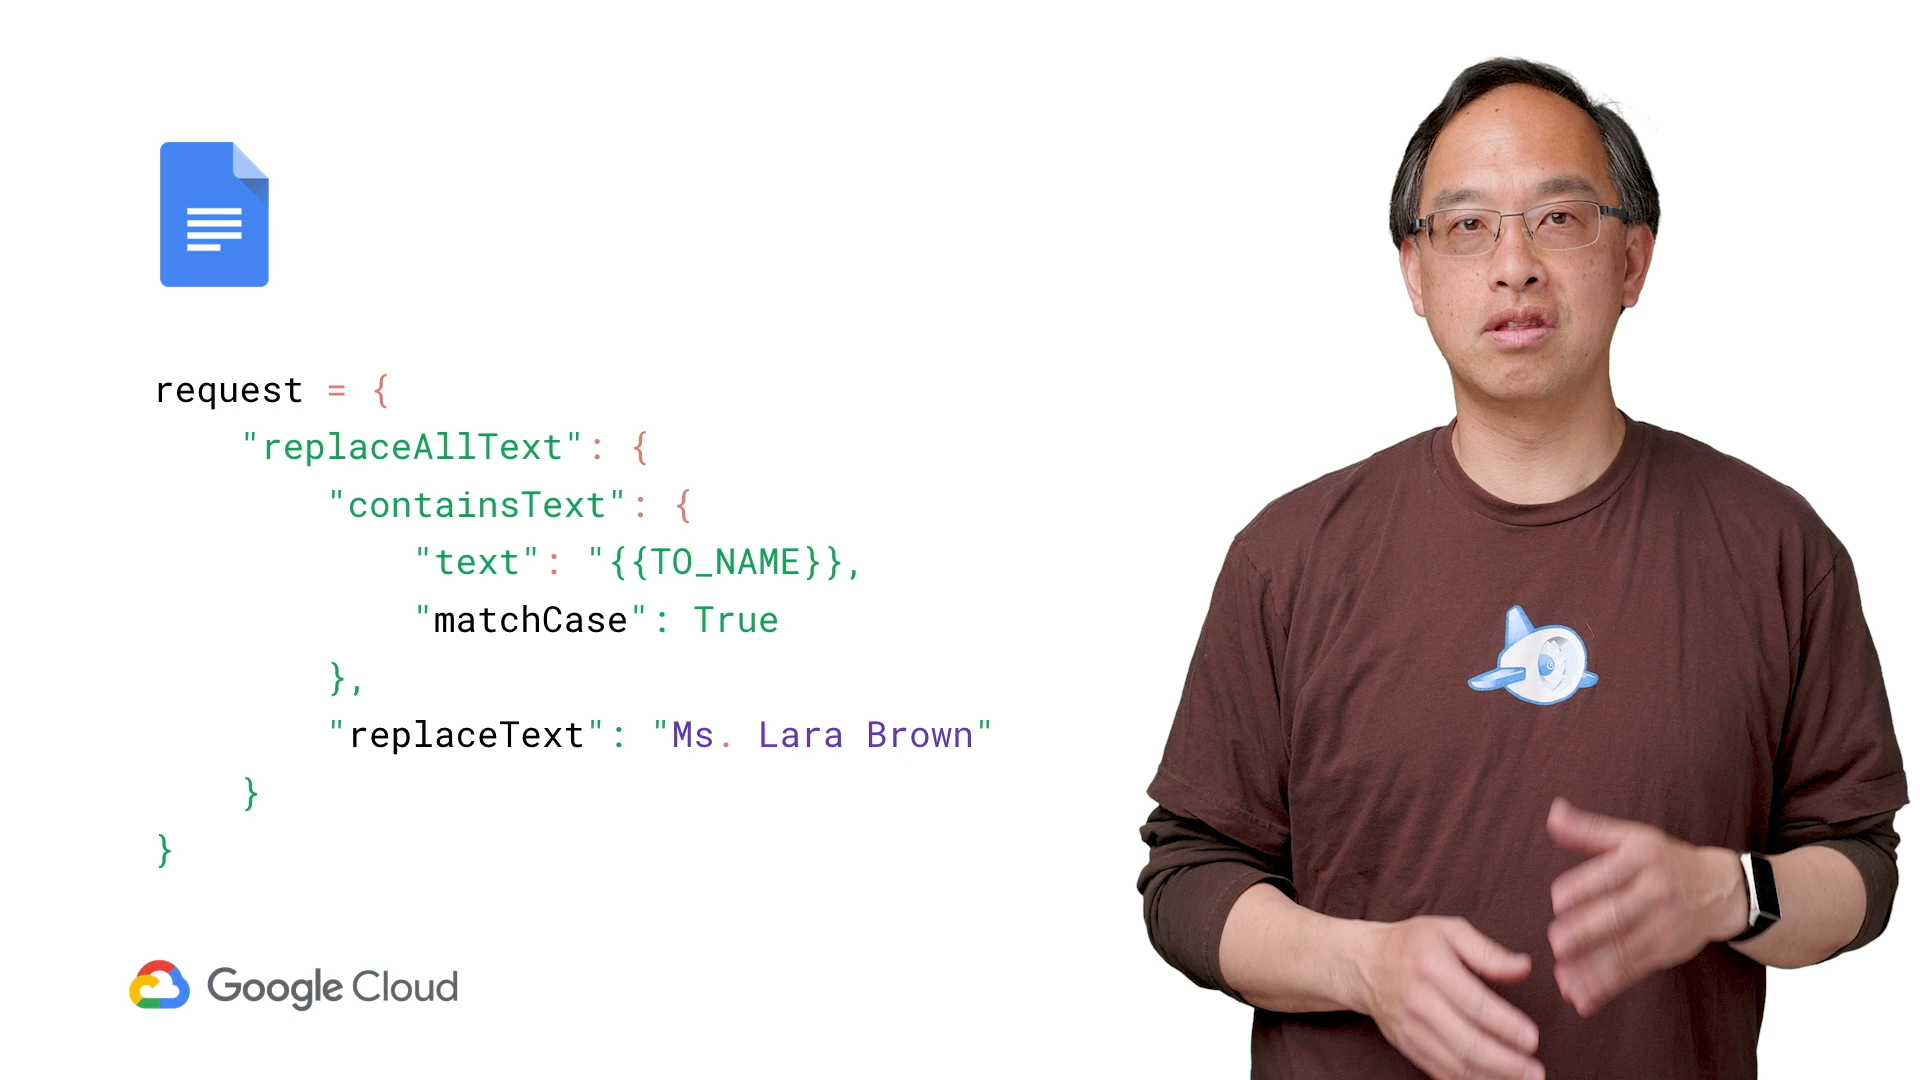 request = {
"replaceAllText": {
"containsText": {
"text": "{{TO_NAME}},
"matchCase": True
},
"replaceText": "Ms. Lara Brown"
}
}
Google Cloud